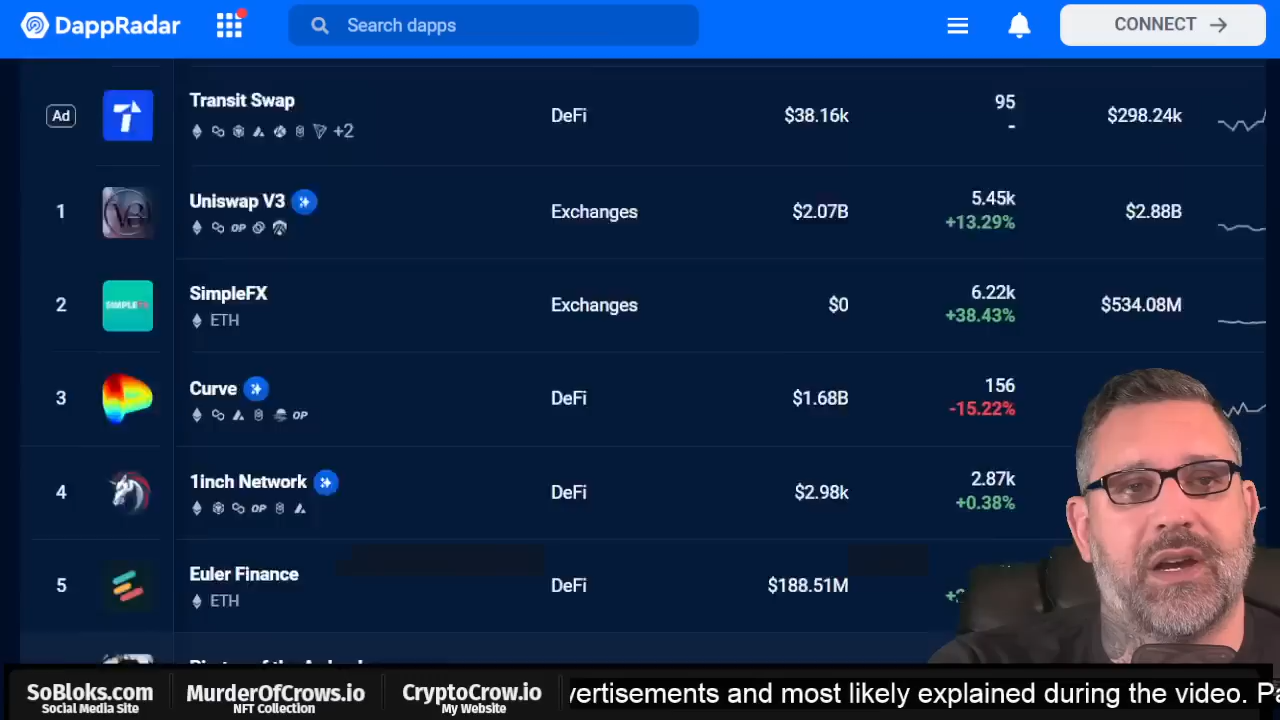 DappRadar
Search dapps
CONNECT
Ad
Transit Swap
+2
DeFi
$38.16k
95
-
$298.24k
1
Uniswap V3
OP
Exchanges
$2.07B
5.45k
+13.29%
$2.88B
2
SimpleFX
ETH
Exchanges
$0
6.22k
+38.43%
$534.08M
3
Curve
OP
DeFi
$1.68B
156
-15.22%
4
1inch Network
OP
DeFi
$2.98k
2.87k
+0.38%
5
Euler Finance
ETH
DeFi
$188.51M
SoBloks.com
Social Media Site
MurderOfCrows.io
NFT Collection
CryptoCrow.io
My Website
vertisements and most likely explained during the video.